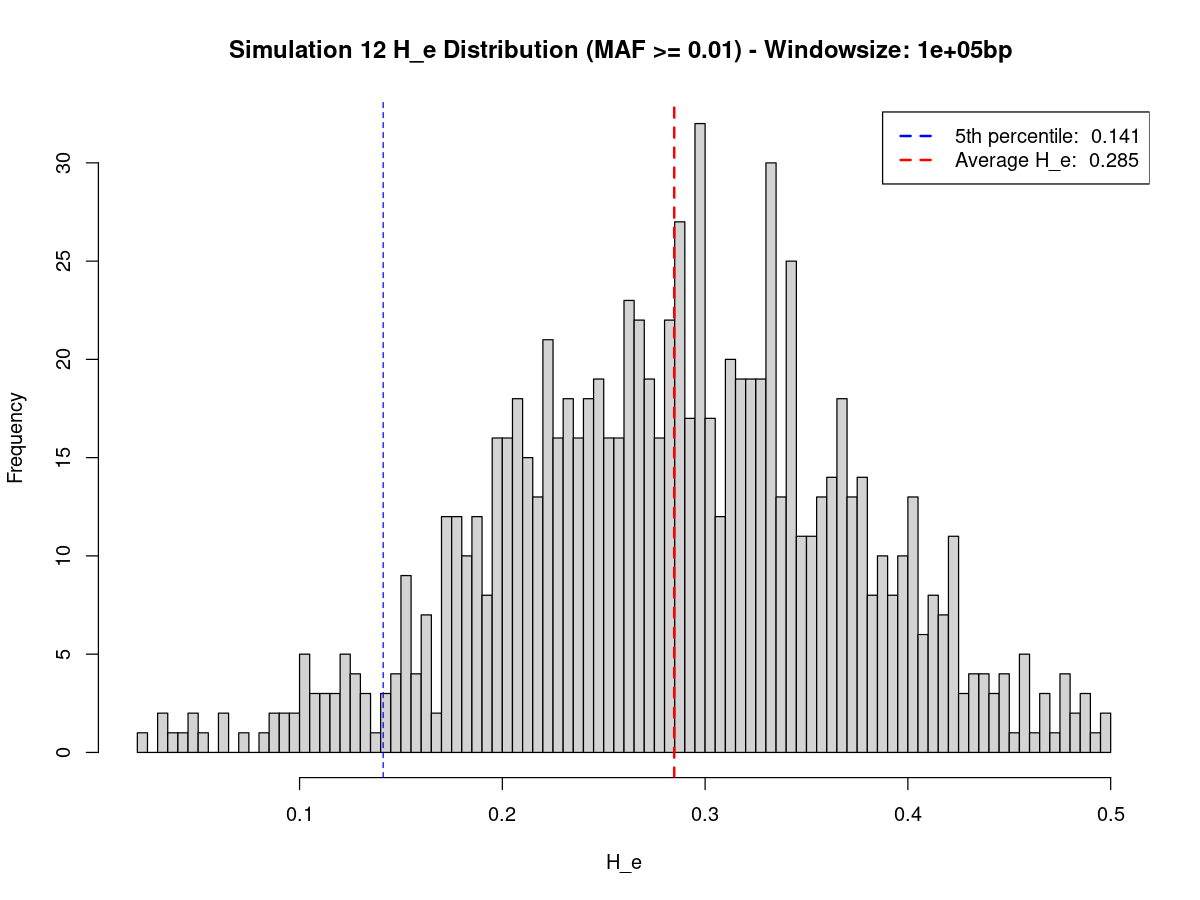 Simulation 12 H_e Distribution (MAF >= 0.01) - Windowsize: 1e+05bp
5th percentile:  0.141
Average H_e:  0.285
Frequency
30
25
20
15
10
5
0
0.1 0.2 0.3 0.4 0.5
H_e